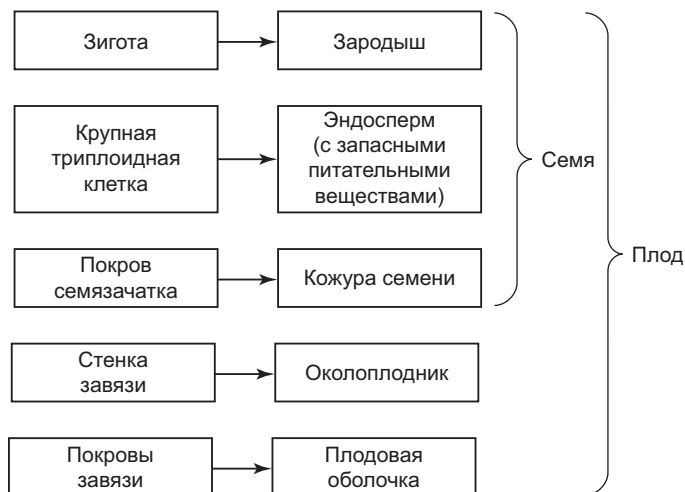 Зигота
Зародыш
Крупная
триплоидная
клетка
Эндосперм
(с запасными
питательными
веществами)
Семя
Покров
семязачатка
Кожура семени
Плод
Стенка
завязи
Околоплодник
Покровы
завязи
Плодовая
оболочка